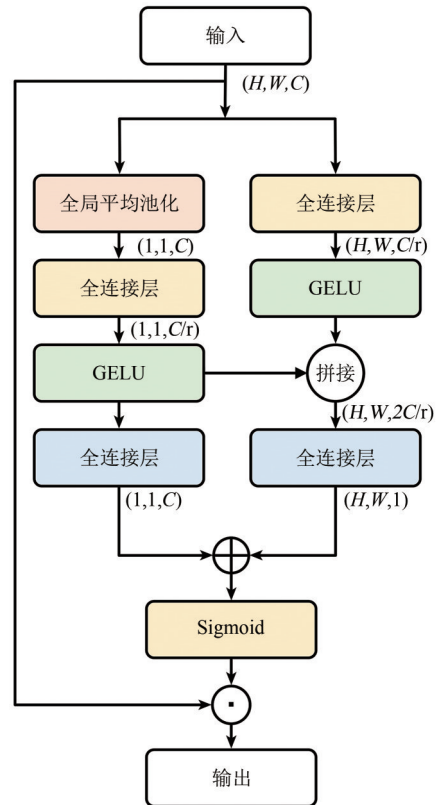 输入
(H,W,C)
全局平均池化
全连接层
(1,1,C)
(H,W,C/r)
全连接层
GELU
(1,1,C/r)
GELU
拼接
(H,W,2C/r)
全连接层
全连接层
(1,1,C)
(H,W,1)
Sigmoid
输出